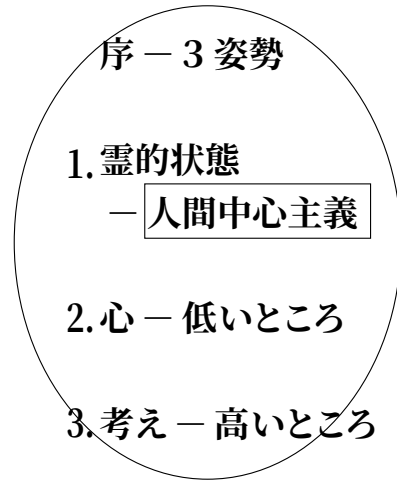 序 － 3 姿勢
1. 霊的状態
－ 人間中心主義
2. 心 － 低いところ
3. 考え － 高いところ